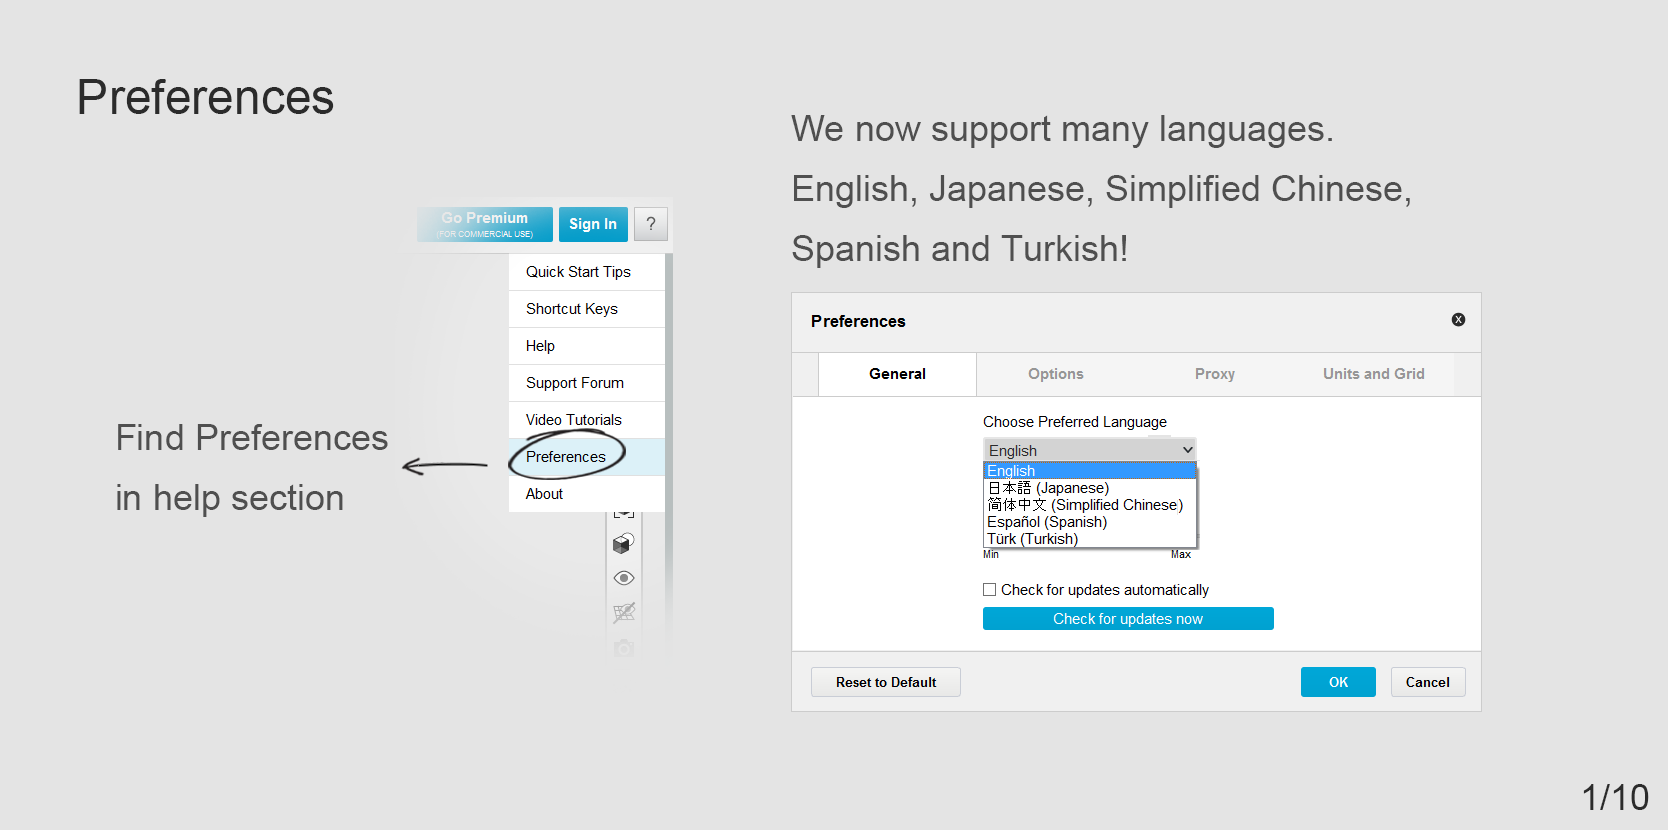 Preferences
We now support many languages.
English, Japanese, Simplified Chinese,
Spanish and Turkish!
Go Premium
(FOR COMMERCIAL USE)
Sign In
?
Quick Start Tips
Shortcut Keys
Help
Support Forum
Video Tutorials
Preferences
About
Find Preferences
in help section
Preferences
X
General
Options
Proxy
Units and Grid
Choose Preferred Language
English
English
日本語 (Japanese)
简体中文 (Simplified Chinese)
Español (Spanish)
Türk (Turkish)
Min
Max
Check for updates automatically
Check for updates now
Reset to Default
OK
Cancel
1/10